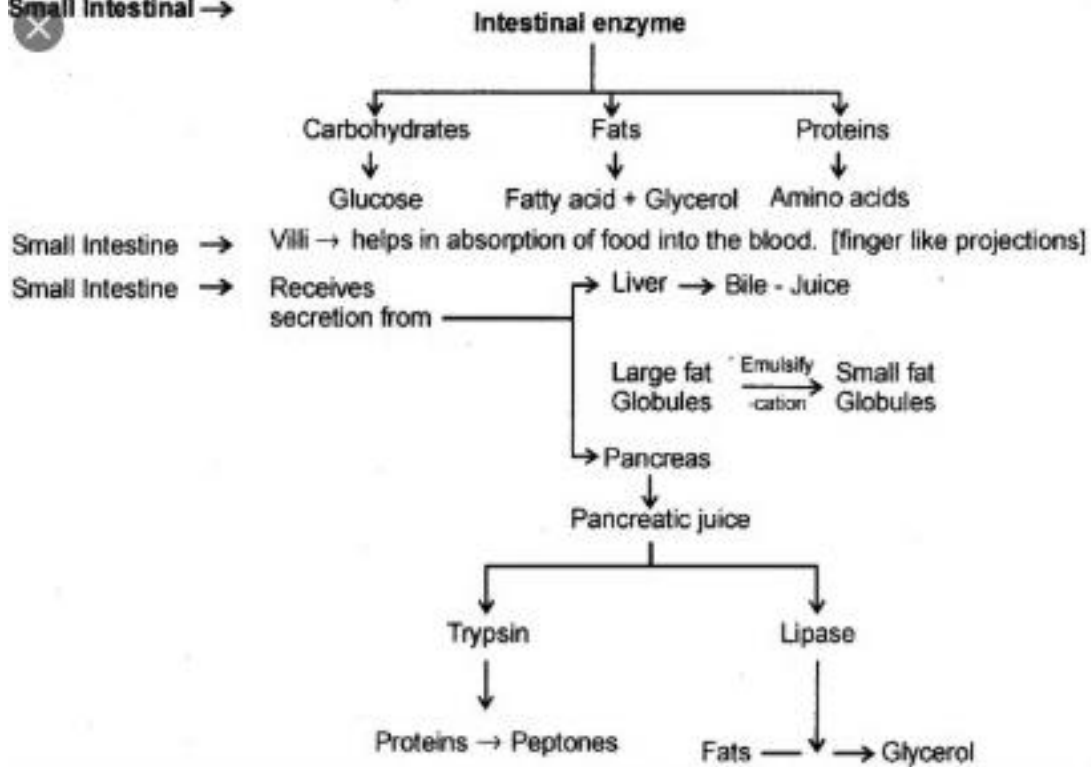 Small Intestinal →
Intestinal enzyme
Carbohydrates Fats Proteins
Glucose Fatty acid + Glycerol Amino acids
Small Intestine → Villi → helps in absorption of food into the blood. [finger like projections]
Small Intestine → Receives Liver → Bile - Juice
secretion from
Large fat Emulsify Small fat
Globules -cation Globules
Pancreas
Pancreatic juice
Trypsin Lipase
Proteins → Peptones Fats → Glycerol